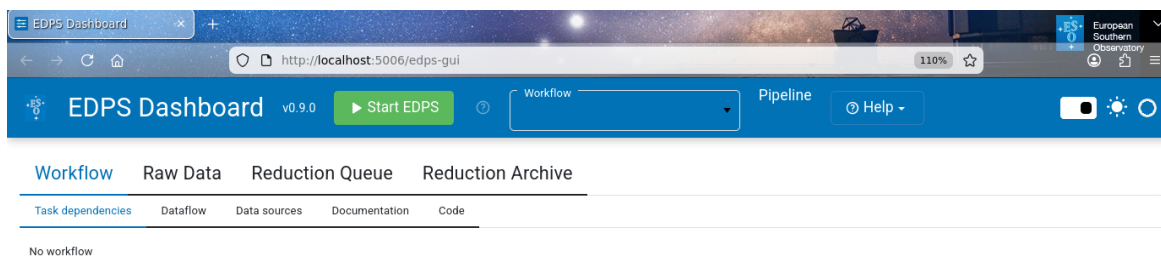 EDPS Dashboard
European
Southern
Observatory
http://localhost:5006/edps-gui
110%
EDPS Dashboard v0.9.0 Start EDPS Workflow Pipeline Help
Workflow Raw Data Reduction Queue Reduction Archive
Task dependencies Dataflow Data sources Documentation Code
No workflow